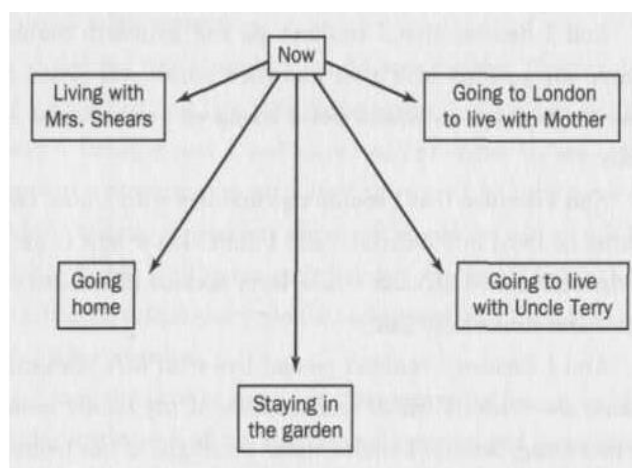 Now
Living with
Mrs. Shears
Going to London
to live with Mother
Going
home
Going to live
with Uncle Terry
Staying in
the garden